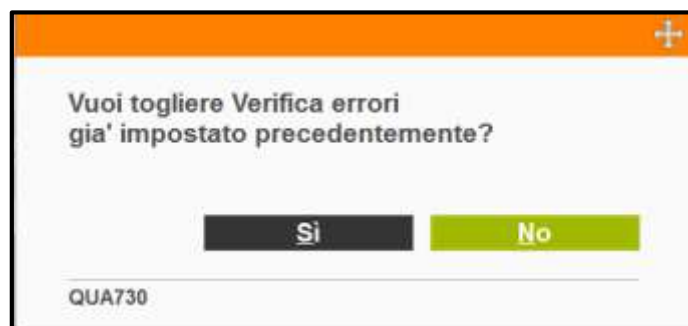 Vuoi togliere Verifica errori
gia' impostato precedentemente?
Sì No
QUA730